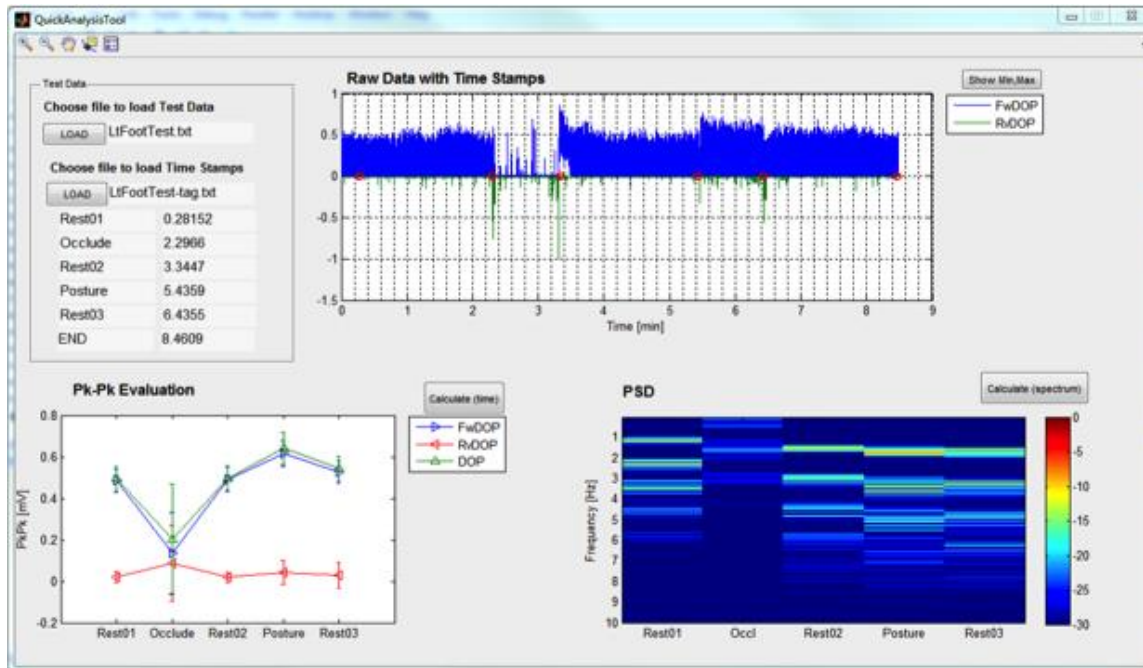 QuickAnalysisTool
Test Data
Choose file to load Test Data
LOAD LtFootTest.txt
Choose file to load Time Stamps
LOAD LtFootTest-tag.txt
Rest01 0.28152
Occlude 2.2966
Rest02 3.3447
Posture 5.4359
Rest03 6.4355
END 8.4609
Raw Data with Time Stamps
Show Min,Max
FwDOP
RvDOP
1
0.5
0
-0.5
-1
-1.5
0 1 2 3 4 5 6 7 8 9
Time [min]
Pk-Pk Evaluation
Calculate (time)
FwDOP
RvDOP
DOP
PkPk [mV]
0.8
0.6
0.4
0.2
0
-0.2
Rest01 Occlude Rest02 Posture Rest03
PSD
Calculate (spectrum)
Frequency [Hz]
1
2
3
4
5
6
7
8
9
10
Rest01 Occl Rest02 Posture Rest03
0
-5
-10
-15
-20
-25
-30